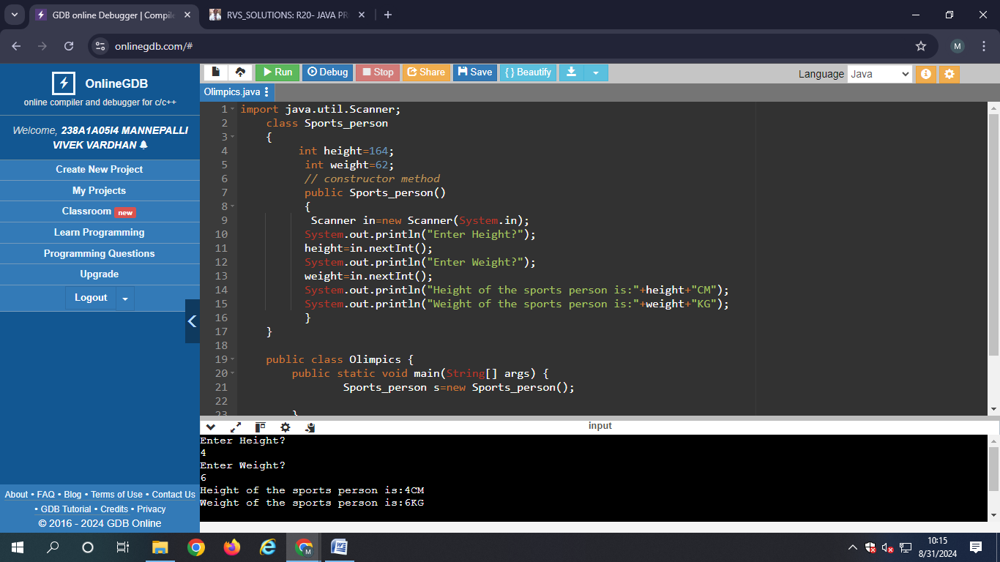 GDB online Debugger | Compile
RVS_SOLUTIONS: R20- JAVA PR
onlinegdb.com/#
M
OnlineGDB
online compiler and debugger for c/c++
Welcome, 238A1A05I4 MANNEPALLI
VIVEK VARDHAN
Create New Project
My Projects
Classroom new
Learn Programming
Programming Questions
Upgrade
Logout
About • FAQ • Blog • Terms of Use • Contact Us
• GDB Tutorial • Credits • Privacy
© 2016 - 2024 GDB Online
Run Debug Stop Share Save { } Beautify
Language Java
Olimpics.java
1 import java.util.Scanner;
2 class Sports_person
3 {
4 int height=164;
5 int weight=62;
6 // constructor method
7 public Sports_person()
8 {
9 Scanner in=new Scanner(System.in);
10 System.out.println("Enter Height?");
11 height=in.nextInt();
12 System.out.println("Enter Weight?");
13 weight=in.nextInt();
14 System.out.println("Height of the sports person is:"+height+"CM");
15 System.out.println("Weight of the sports person is:"+weight+"KG");
16 }
17 }
18
19 public class Olimpics {
20 public static void main(String[] args) {
21 Sports_person s=new Sports_person();
22
23 }
input
Enter Height?
4
Enter Weight?
6
Height of the sports person is:4CM
Weight of the sports person is:6KG
M
10:15
8/31/2024